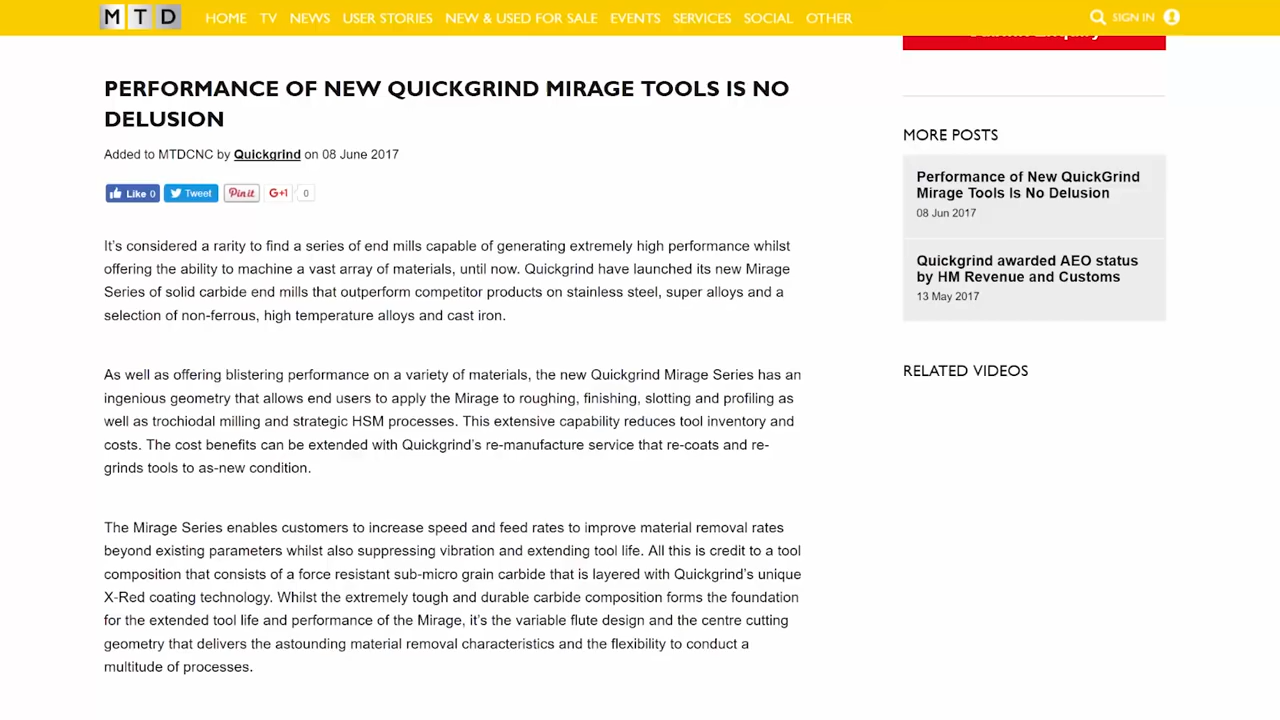 MTD HOME TV NEWS USER STORIES NEW & USED FOR SALE EVENTS SERVICES SOCIAL OTHER SIGN IN
Submit Enquiry
PERFORMANCE OF NEW QUICKGRIND MIRAGE TOOLS IS NO
DELUSION
Added to MTDCNC by Quickgrind on 08 June 2017
Like 0 Tweet Pin it G+1 0
It's considered a rarity to find a series of end mills capable of generating extremely high performance whilst
offering the ability to machine a vast array of materials, until now. Quickgrind have launched its new Mirage
Series of solid carbide end mills that outperform competitor products on stainless steel, super alloys and a
selection of non-ferrous, high temperature alloys and cast iron.
As well as offering blistering performance on a variety of materials, the new Quickgrind Mirage Series has an
ingenious geometry that allows end users to apply the Mirage to roughing, finishing, slotting and profiling as
well as trochiodal milling and strategic HSM processes. This extensive capability reduces tool inventory and
costs. The cost benefits can be extended with Quickgrind's re-manufacture service that re-coats and re-
grinds tools to as-new condition.
The Mirage Series enables customers to increase speed and feed rates to improve material removal rates
beyond existing parameters whilst also suppressing vibration and extending tool life. All this is credit to a tool
composition that consists of a force resistant sub-micro grain carbide that is layered with Quickgrind's unique
X-Red coating technology. Whilst the extremely tough and durable carbide composition forms the foundation
for the extended tool life and performance of the Mirage, it's the variable flute design and the centre cutting
geometry that delivers the astounding material removal characteristics and the flexibility to conduct a
multitude of processes.
MORE POSTS
Performance of New QuickGrind
Mirage Tools Is No Delusion
08 Jun 2017
Quickgrind awarded AEO status
by HM Revenue and Customs
13 May 2017
RELATED VIDEOS